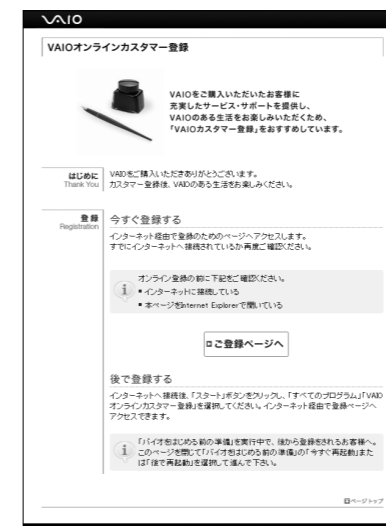 VAIO
VAIOオンラインカスタマー登録
VAIOをご購入いただいたお客様に
充実したサービス・サポートを提供し、
VAIOのある生活をお楽しみいただくため、
「VAIOカスタマー登録」をおすすめしています。
はじめに
Thank You
VAIOをご購入いただきありがとうございます。
カスタマー登録後、VAIOのある生活をお楽しみください。
登録
Registration
今すぐ登録する
インターネット経由で登録のためのページへアクセスします。
すでにインターネットへ接続されているか再度ご確認ください。
オンライン登録の前に下記をご確認ください。
■ インターネットに接続している
■ 本ページをInternet Explorerで開いている
ご登録ページへ
後で登録する
インターネットへ接続後、「スタート」ボタンをクリックし、「すべてのプログラム」「VAIO
オンラインカスタマー登録」を選択してください。インターネット経由で登録ページへ
アクセスできます。
「バイオをはじめる前の準備」を実行中で、後から登録をされるお客様へ。
このページを閉じて「バイオをはじめる前の準備」の「今すぐ再起動」また
は「後で再起動」を選択して進んで下さい。
ページトップ